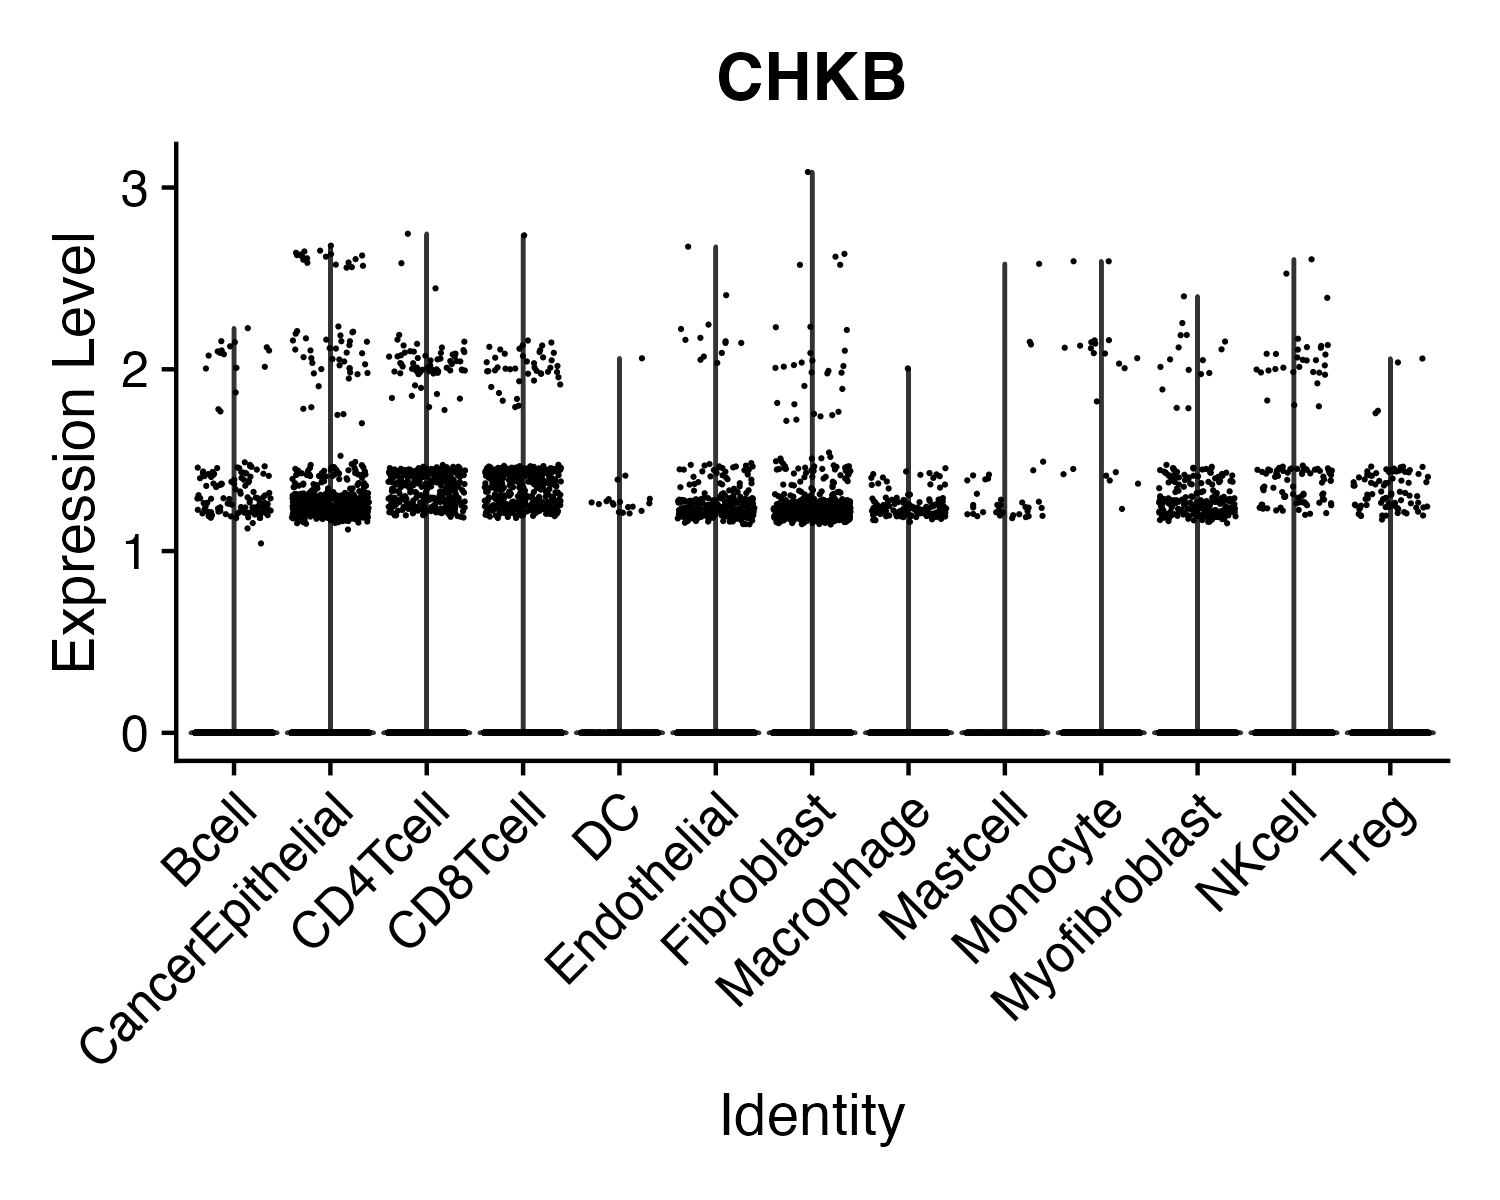 CHKB
Expression Level
3
2
1
0
Bcell
CancerEpithelial
CD4Tcell
CD8Tcell
DC
Endothelial
Fibroblast
Macrophage
Mastcell
Monocyte
Myofibroblast
NKcell
Treg
Identity